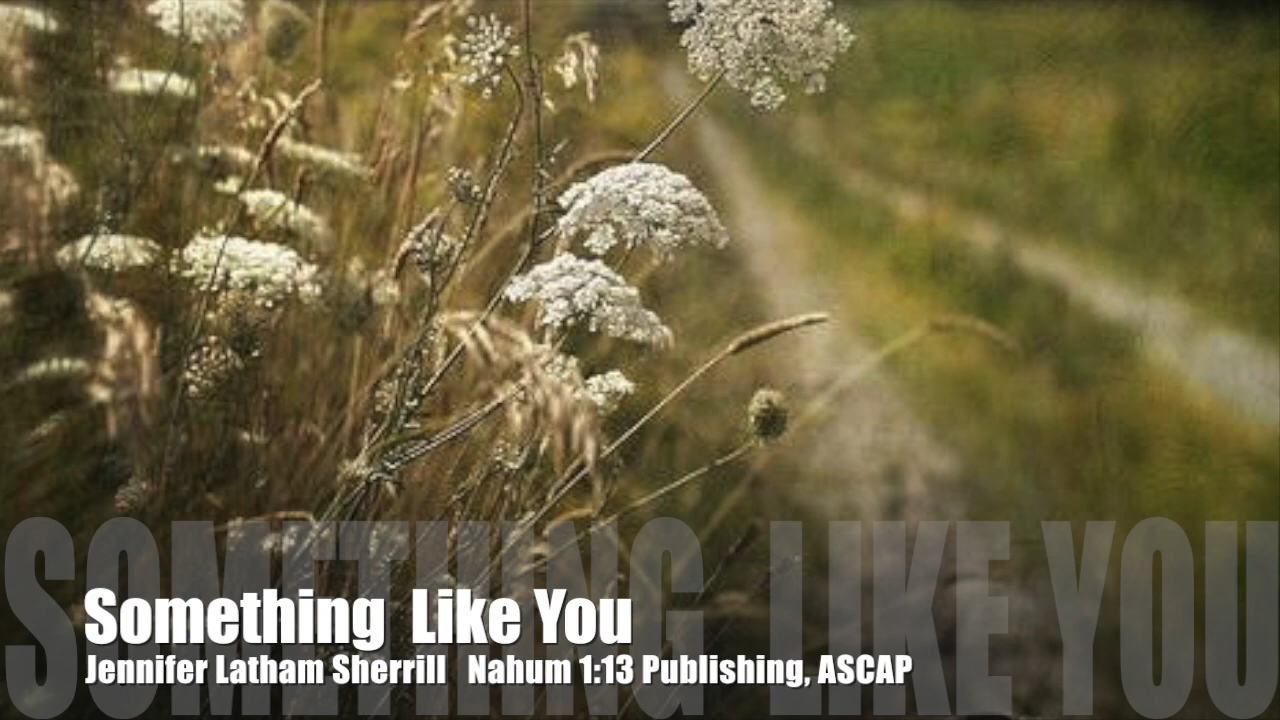 SOMETHING LIKE YOU
Something Like You
Jennifer Latham Sherrill Nahum 1:13 Publishing, ASCAP